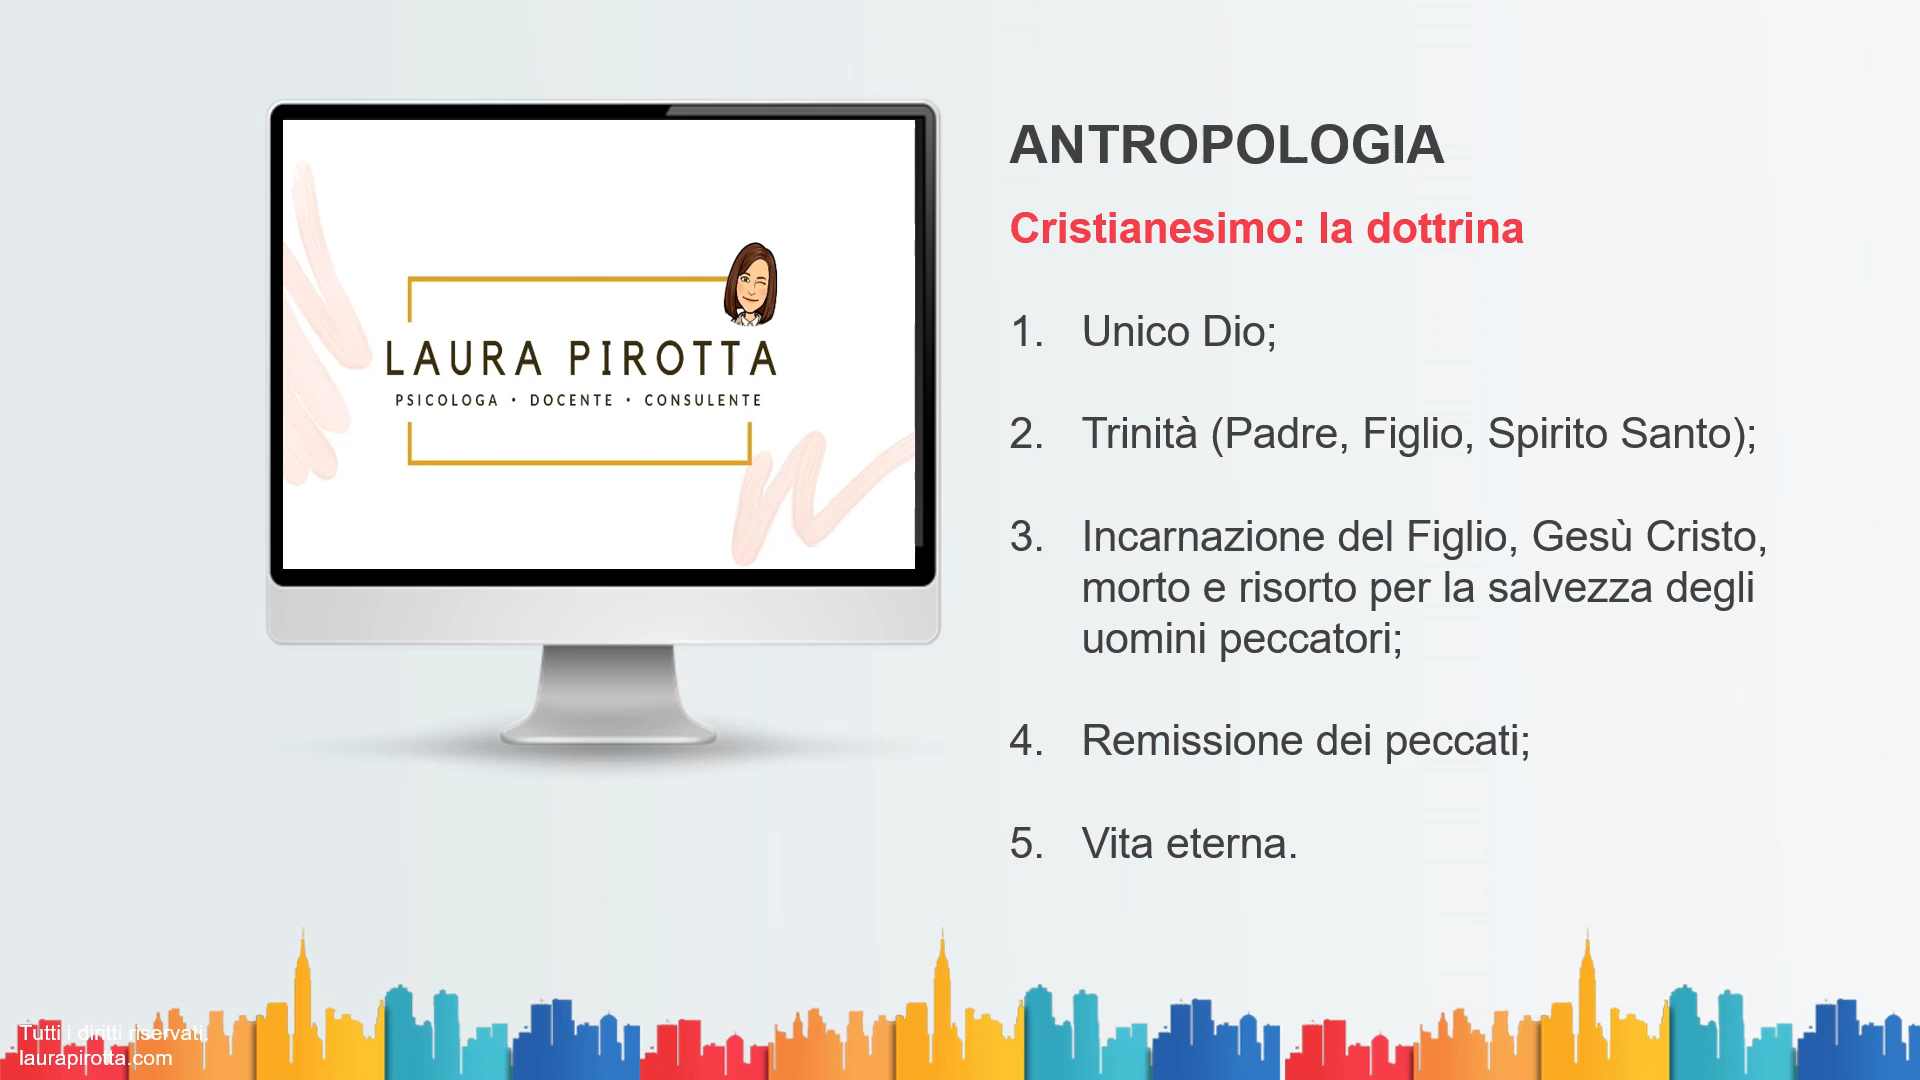 LAURA PIROTTA
PSICOLOGA • DOCENTE • CONSULENTE
ANTROPOLOGIA
Cristianesimo: la dottrina
1. Unico Dio;
2. Trinità (Padre, Figlio, Spirito Santo);
3. Incarnazione del Figlio, Gesù Cristo,
morto e risorto per la salvezza degli
uomini peccatori;
4. Remissione dei peccati;
5. Vita eterna.
Tutti i diritti riservati.
laurapirotta.com